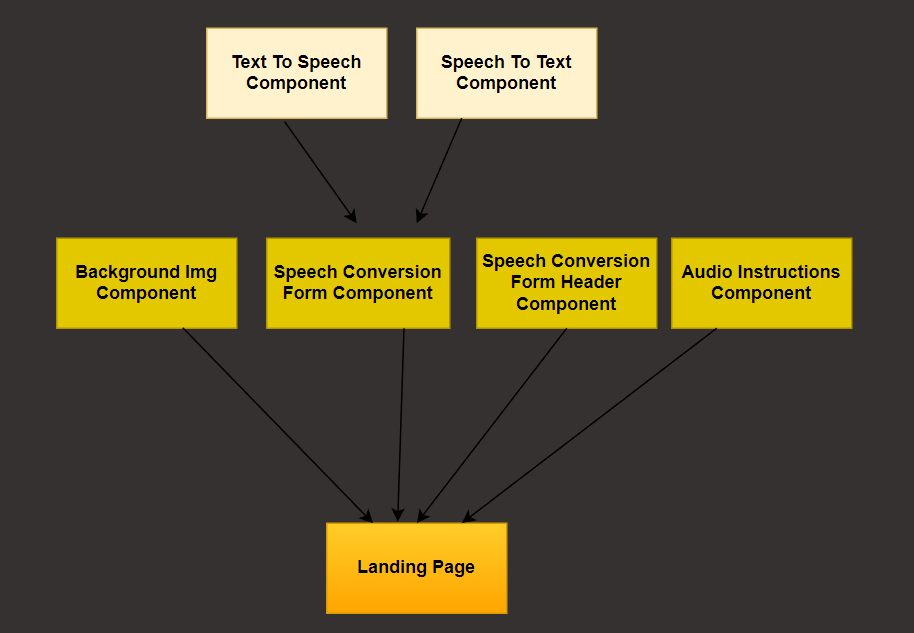 Text To Speech
Component
Speech To Text
Component
Background Img
Component
Speech Conversion
Form Component
Speech Conversion
Form Header
Component
Audio Instructions
Component
Landing Page